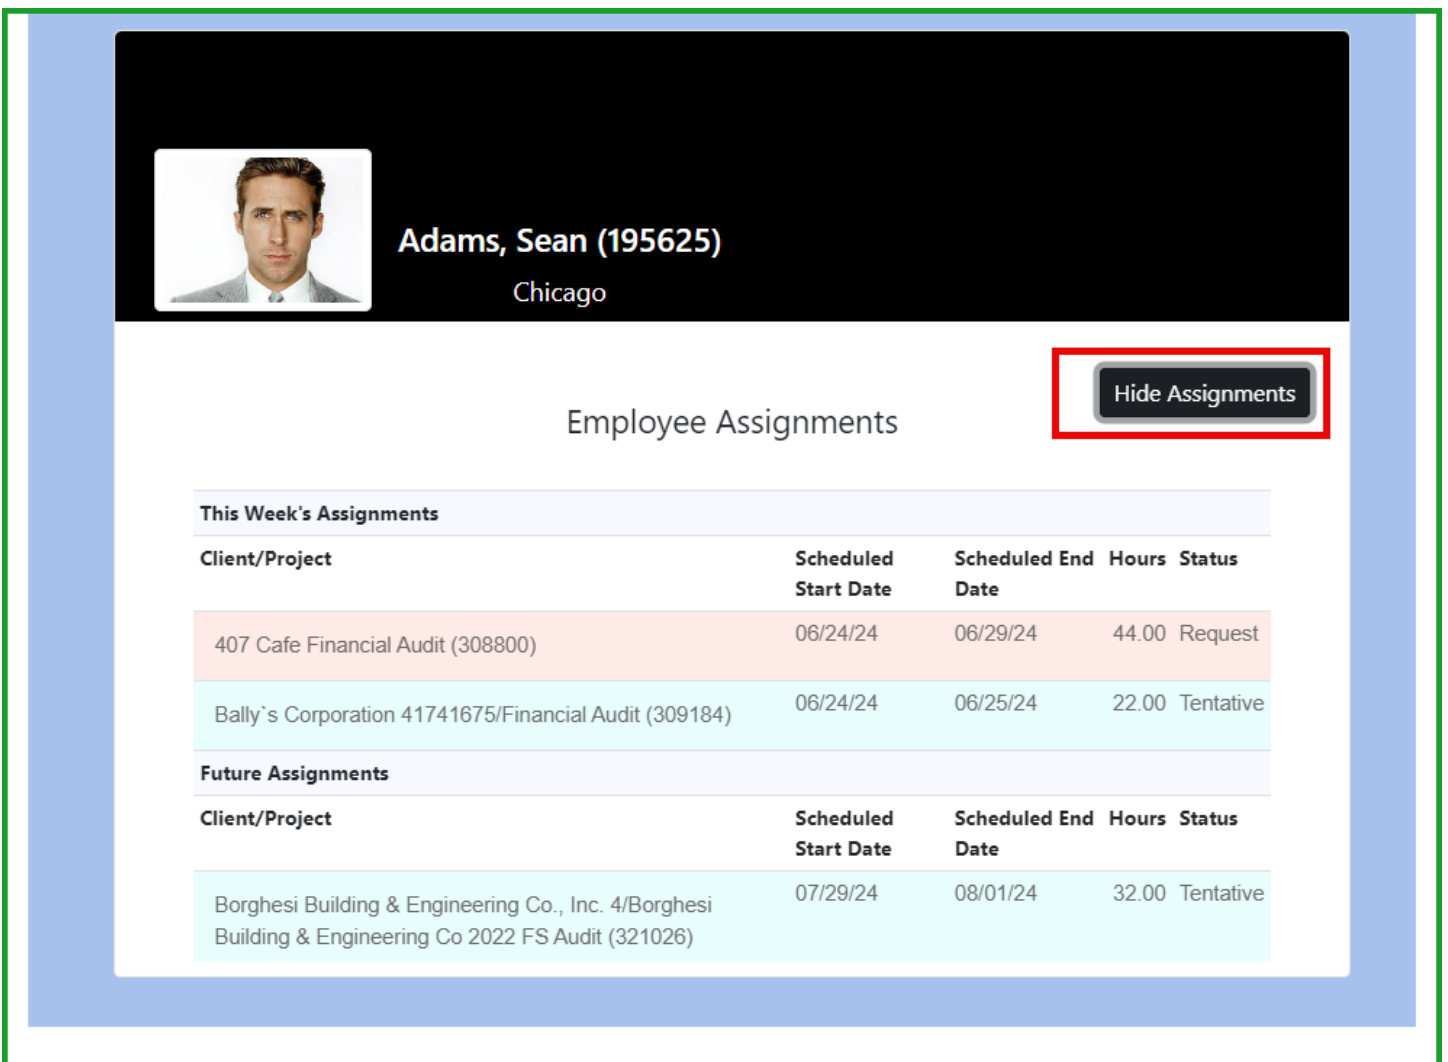 Adams, Sean (195625)
Chicago
Hide Assignments
Employee Assignments
This Week's Assignments
Client/Project Scheduled Start Date Scheduled End Date Hours Status
407 Cafe Financial Audit (308800) 06/24/24 06/29/24 44.00 Request
Bally`s Corporation 41741675/Financial Audit (309184) 06/24/24 06/25/24 22.00 Tentative
Future Assignments
Client/Project Scheduled Start Date Scheduled End Date Hours Status
Borghesi Building & Engineering Co., Inc. 4/Borghesi 07/29/24 08/01/24 32.00 Tentative
Building & Engineering Co 2022 FS Audit (321026)